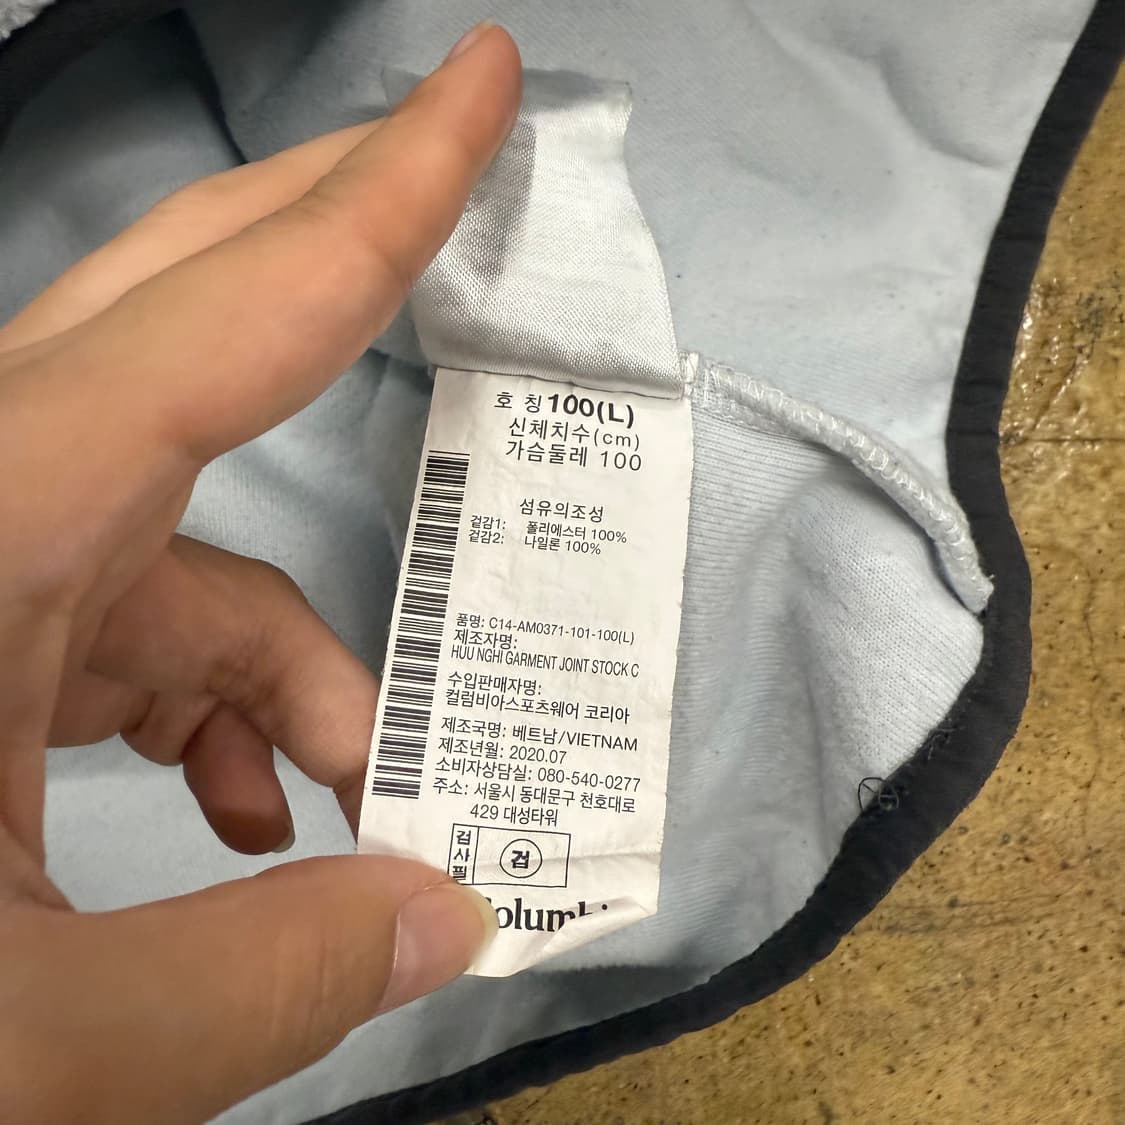 호 칭 100(L)
신체치수(cm)
가슴둘레 100
섬유의조성
겉감1: 폴리에스터 100%
겉감2: 나일론 100%
품명: C14-AM0371-101-100(L)
제조자명:
HUU NGHI GARMENT JOINT STOCK C
수입판매자명:
컬럼비아스포츠웨어 코리아
제조국명: 베트남/VIETNAM
제조년월: 2020.07
소비자상담실: 080-540-0277
주소: 서울시 동대문구 천호대로
429 대성타워
검사필
검